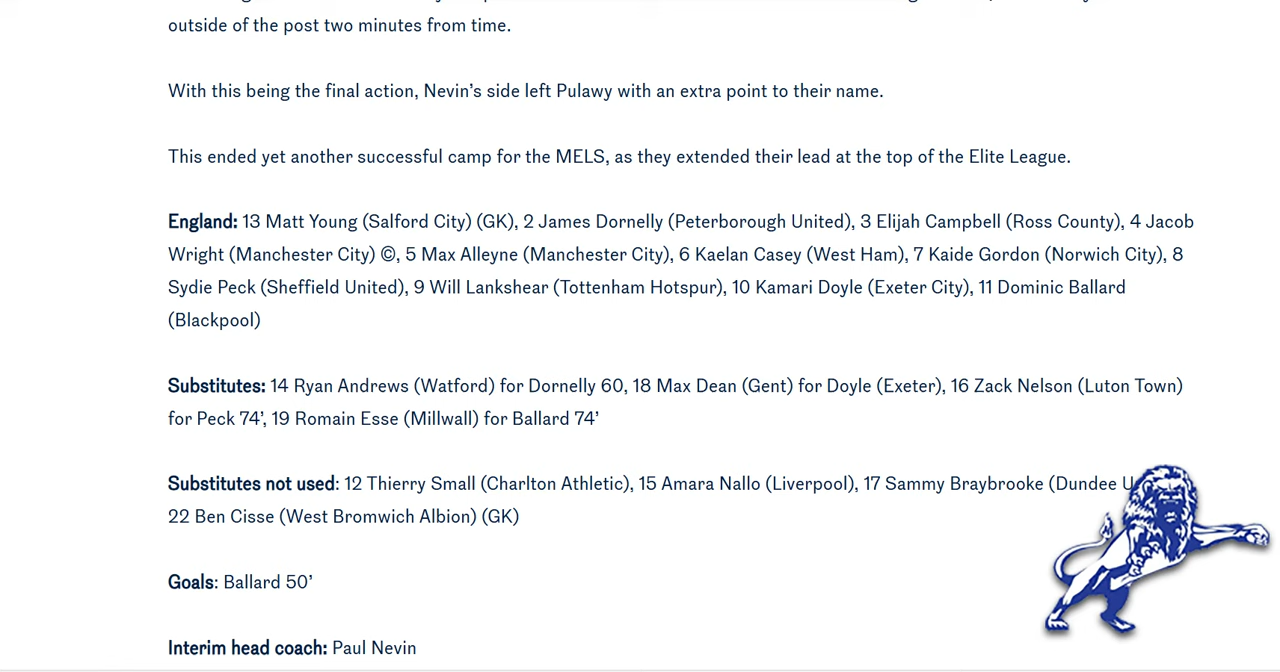 outside of the post two minutes from time.
With this being the final action, Nevin’s side left Pulawy with an extra point to their name.
This ended yet another successful camp for the MELS, as they extended their lead at the top of the Elite League.
England: 13 Matt Young (Salford City) (GK), 2 James Dornelly (Peterborough United), 3 Elijah Campbell (Ross County), 4 Jacob
Wright (Manchester City) ©, 5 Max Alleyne (Manchester City), 6 Kaelan Casey (West Ham), 7 Kaide Gordon (Norwich City), 8
Sydie Peck (Sheffield United), 9 Will Lankshear (Tottenham Hotspur), 10 Kamari Doyle (Exeter City), 11 Dominic Ballard
(Blackpool)
Substitutes: 14 Ryan Andrews (Watford) for Dornelly 60, 18 Max Dean (Gent) for Doyle (Exeter), 16 Zack Nelson (Luton Town)
for Peck 74’, 19 Romain Esse (Millwall) for Ballard 74’
Substitutes not used: 12 Thierry Small (Charlton Athletic), 15 Amara Nallo (Liverpool), 17 Sammy Braybrooke (Dundee
22 Ben Cisse (West Bromwich Albion) (GK)
Goals: Ballard 50’
Interim head coach: Paul Nevin